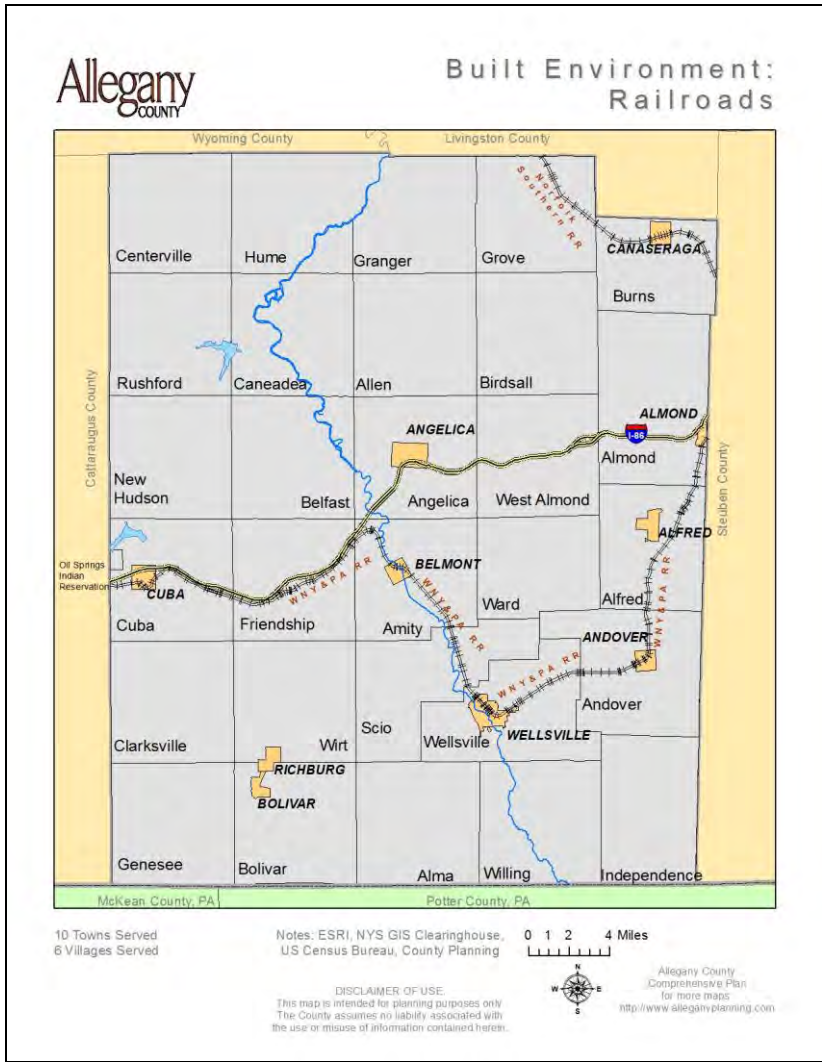 Allegany
COUNTY
Built Environment:
Railroads
Wyoming County
Livingston County
Norfolk
Southern RR
CANASERAGA
Centerville
Hume
Granger
Grove
Burns
Rushford
Caneadea
Allen
Birdsall
Cattaraugus County
ANGELICA
ALMOND
I-86
Almond
Steuben County
New
Hudson
Belfast
Angelica
West Almond
ALFRED
Oil Springs
Indian
Reservation
CUBA
WNY&PA RR
BELMONT
WNY&PA RR
Ward
Alfred
WNY&PA RR
Cuba
Friendship
Amity
ANDOVER
WNY&PA RR
Andover
Scio
Clarksville
Wirt
Wellsville
WELLSVILLE
RICHBURG
BOLIVAR
Genesee
Bolivar
Alma
Willing
Independence
McKean County, PA
Potter County, PA
10 Towns Served
6 Villages Served
Notes: ESRI, NYS GIS Clearinghouse,
US Census Bureau, County Planning
0 1 2 4 Miles
N
W E
S
DISCLAIMER OF USE:
This map is intended for planning purposes only
The County assumes no liability associated with
the use or misuse of information contained herein.
Allegany County
Comprehensive Plan
for more maps
http://www.alleganyplanning.com